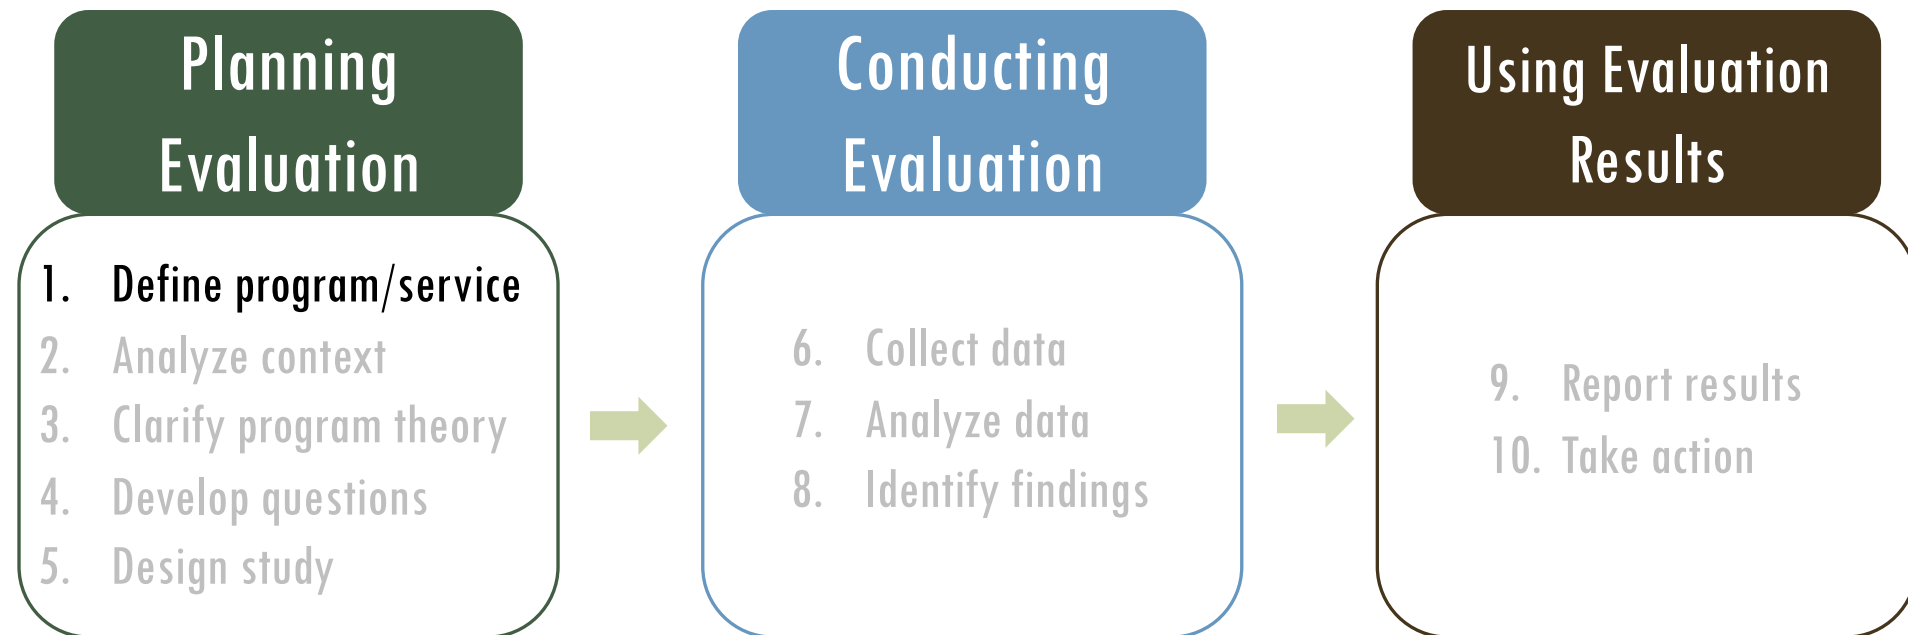 Planning
Evaluation
1. Define program/service
2. Analyze context
3. Clarify program theory
4. Develop questions
5. Design study
Conducting
Evaluation
6. Collect data
7. Analyze data
8. Identify findings
Using Evaluation
Results
9. Report results
10. Take action